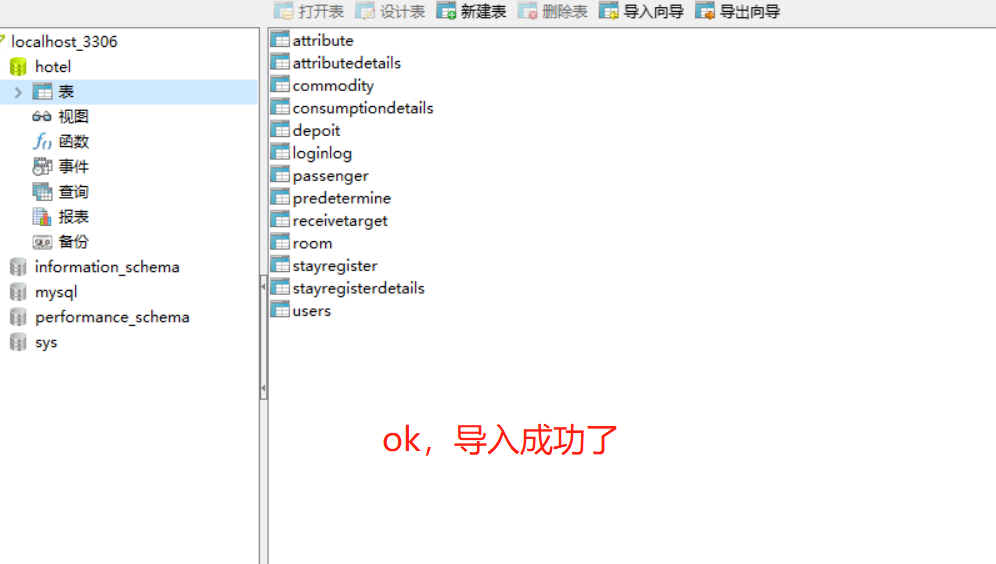 打开表 设计表 新建表 删除表 导入向导 导出向导
localhost_3306
hotel
表
视图
f() 函数
事件
查询
报表
备份
information_schema
mysql
performance_schema
sys
attribute
attributedetails
commodity
consumptiondetails
depoit
loginlog
passenger
predetermine
receivetarget
room
stayregister
stayregisterdetails
users
ok，导入成功了